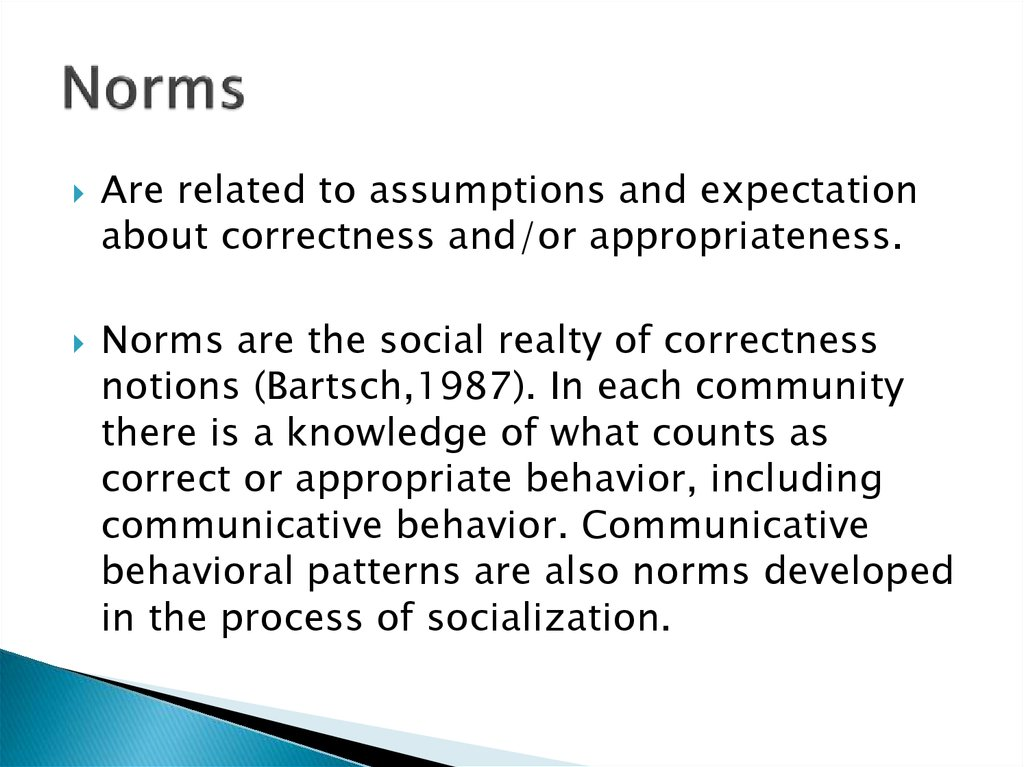 Norms
Are related to assumptions and expectation
about correctness and/or appropriateness.
Norms are the social realty of correctness
notions (Bartsch,1987). In each community
there is a knowledge of what counts as
correct or appropriate behavior, including
communicative behavior. Communicative
behavioral patterns are also norms developed
in the process of socialization.